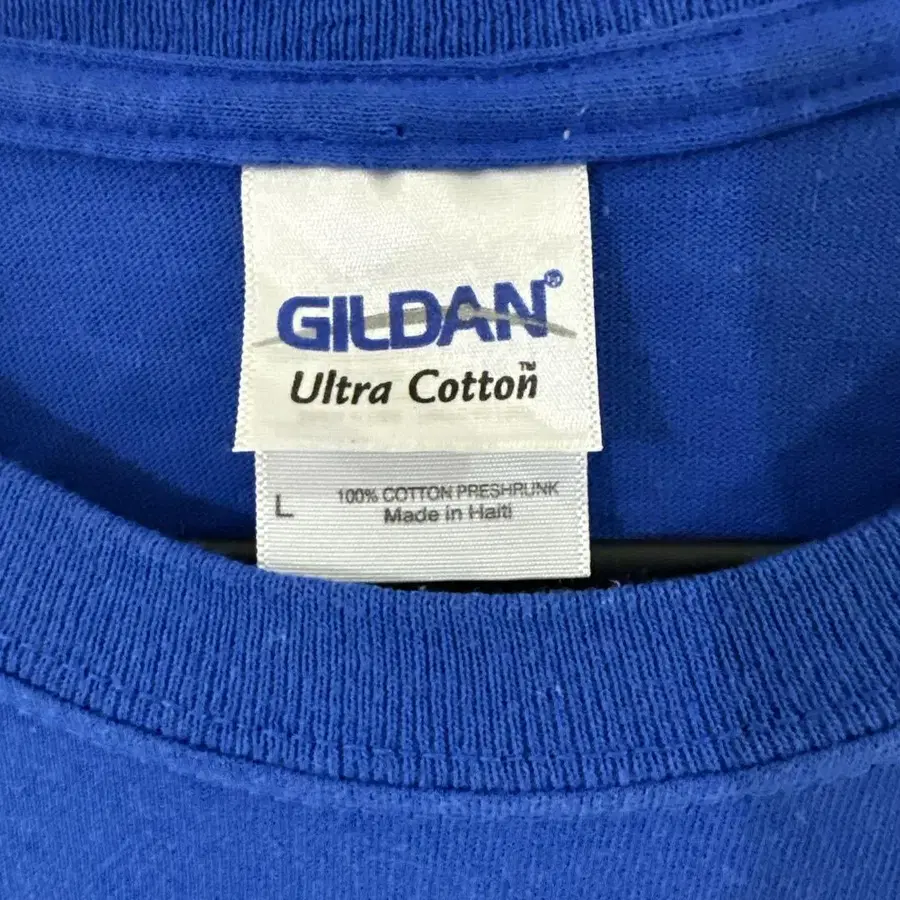 GILDAN®
Ultra Cotton™
L 100% COTTON PRESHRUNK
Made in Haiti